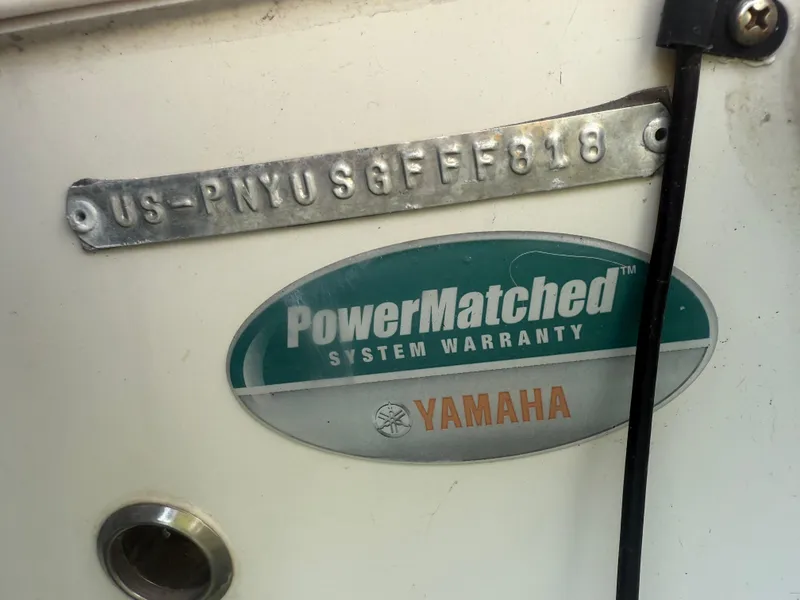 US-PNYUSGFFF818
PowerMatched™
SYSTEM WARRANTY
YAMAHA